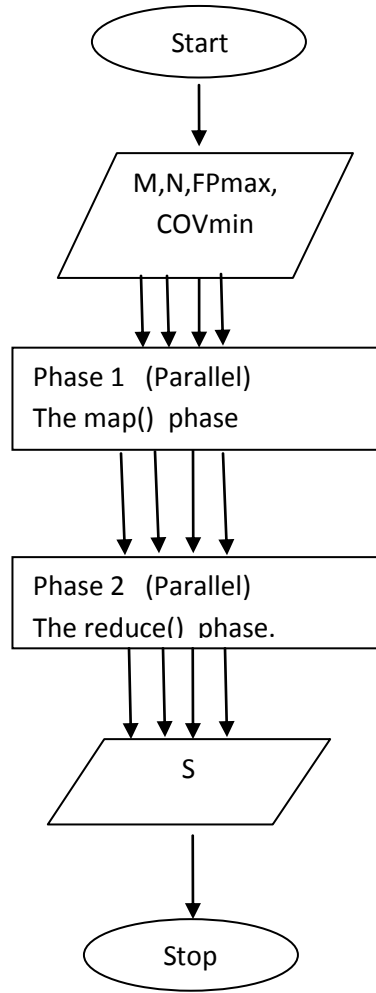 Start
M,N,FPmax,
COVmin
Phase 1 (Parallel)
The map() phase
Phase 2 (Parallel)
The reduce() phase.
S
Stop